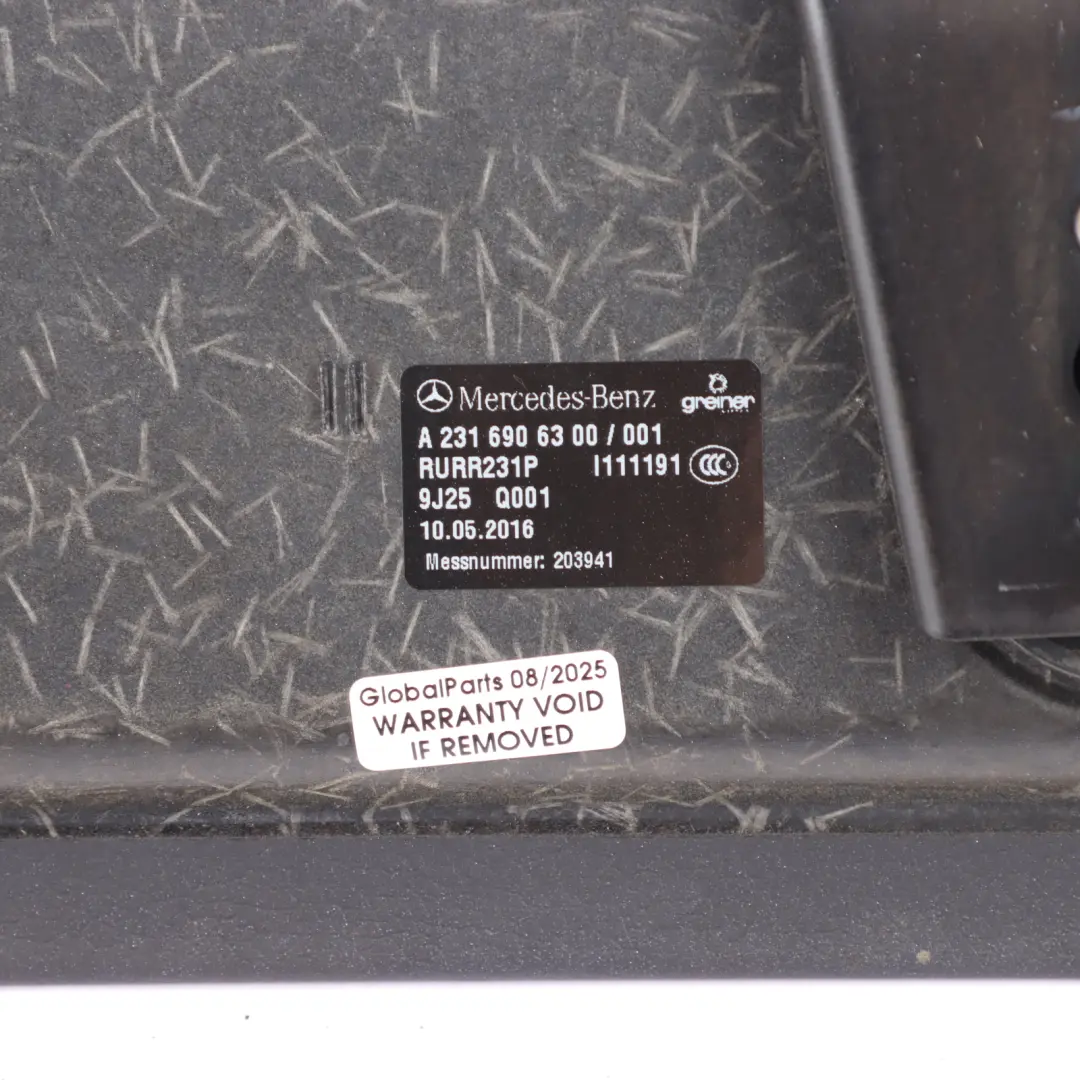 Mercedes-Benz greiner
A 231 690 63 00 / 001
RURR231P I111191 CCC
9J25 Q001
10.05.2016
Messnummer: 203941
GlobalParts 08/2025
WARRANTY VOID
IF REMOVED